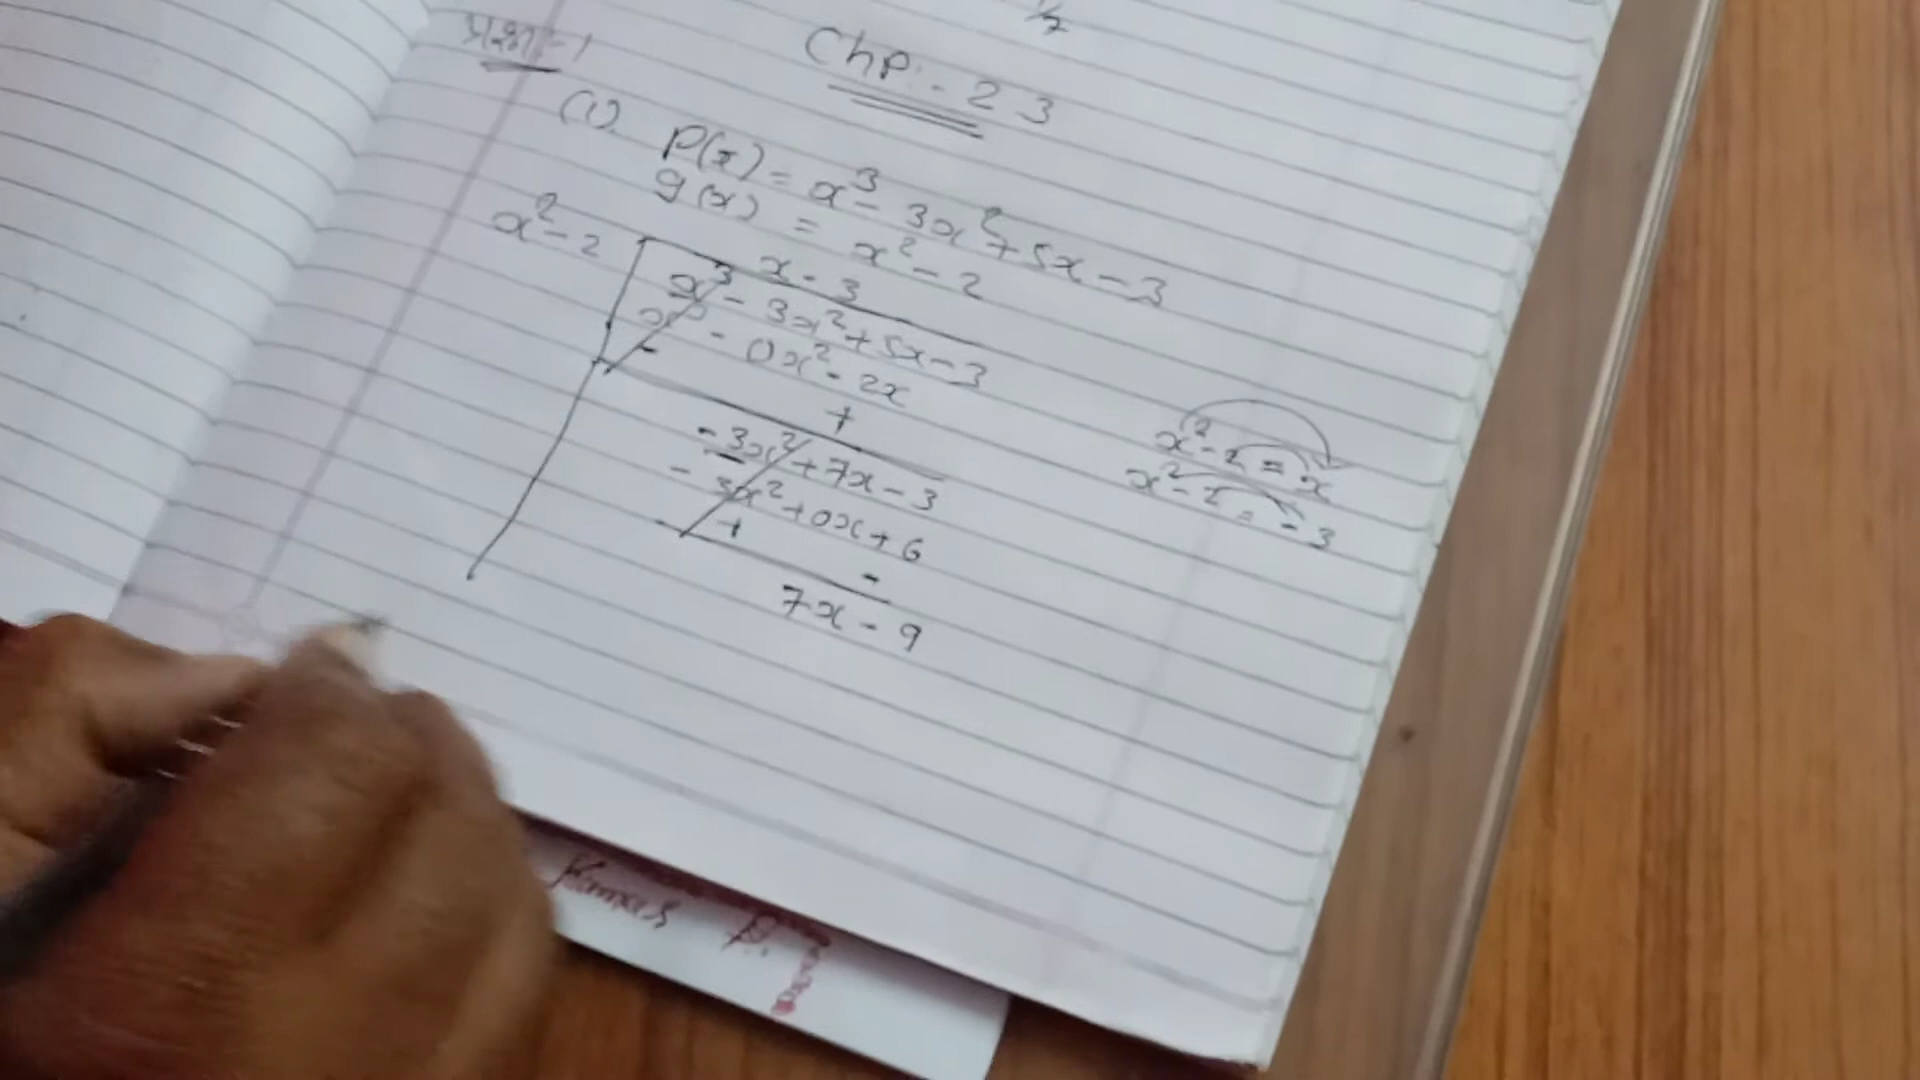 Chp :- 2 3
प्रश्न :- 1
(1). P(x) = x³ - 3x² + 5x - 3
g(x) = x² - 2
x - 3
x² - 2
x³ - 3x² + 5x - 3
x³ - 0x² - 2x
- +
- 3x² + 7x - 3
- 3x² + 0x + 6
+ -
7x - 9
x² - 2 = x
x² - 2 = - 3